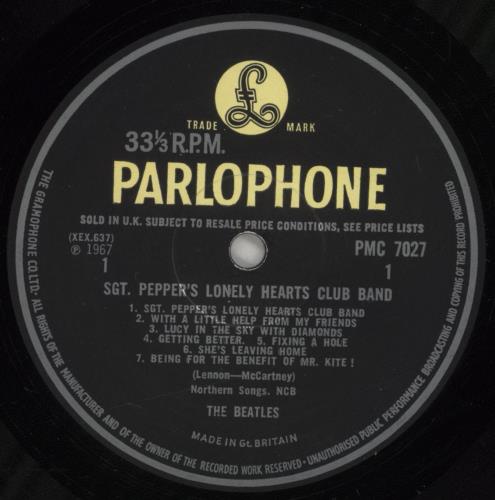 £
TRADE MARK
33⅓ R.P.M.
PARLOPHONE
SOLD IN U.K. SUBJECT TO RESALE PRICE CONDITIONS, SEE PRICE LISTS
(XEX.637) PMC 7027
℗ 1967
1 1
SGT. PEPPER'S LONELY HEARTS CLUB BAND
1. SGT. PEPPER'S LONELY HEARTS CLUB BAND
2. WITH A LITTLE HELP FROM MY FRIENDS
3. LUCY IN THE SKY WITH DIAMONDS
4. GETTING BETTER. 5. FIXING A HOLE
6. SHE'S LEAVING HOME
7. BEING FOR THE BENEFIT OF MR. KITE !
(Lennon—McCartney)
Northern Songs. NCB
THE BEATLES
MADE IN Gt. BRITAIN
THE GRAMOPHONE CO. LTD. ALL RIGHTS OF THE MANUFACTURER AND OF THE OWNER OF THE RECORDED WORK RESERVED · UNAUTHORISED PUBLIC PERFORMANCE BROADCASTING AND COPYING OF THIS RECORD PROHIBITED